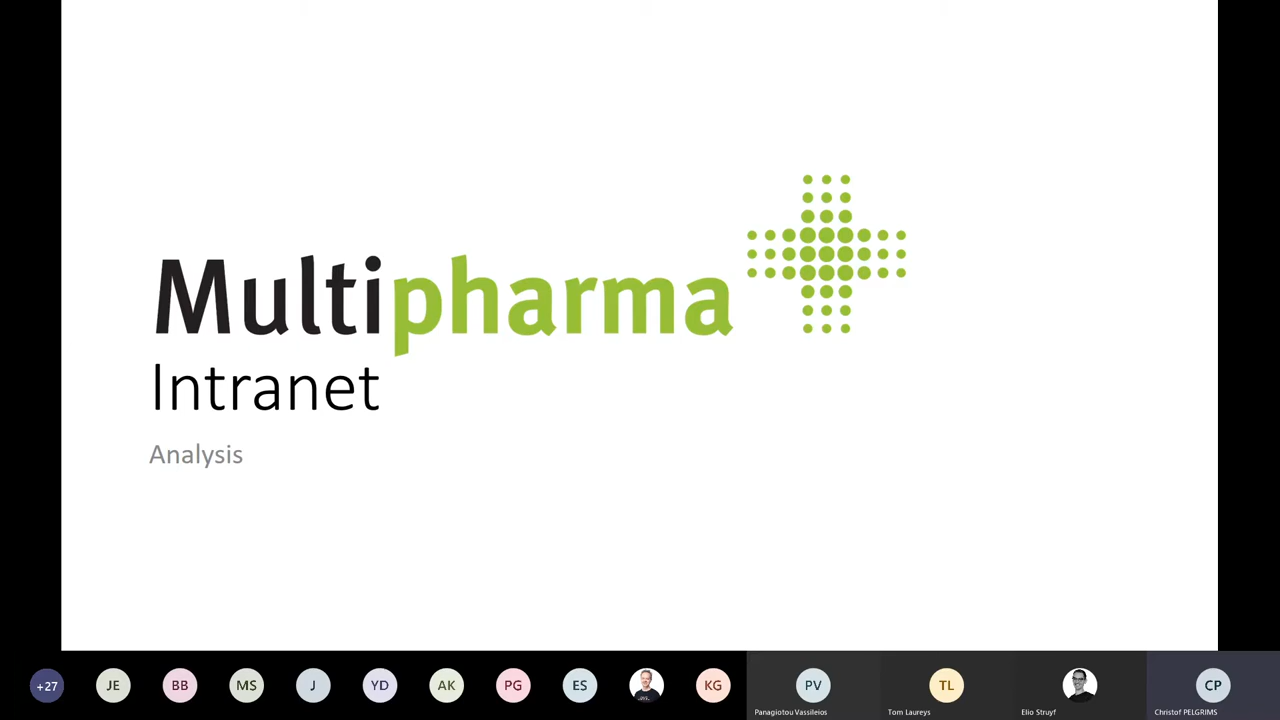 Multipharma
Intranet
Analysis
+27
JE
BB
MS
J
YD
AK
PG
ES
KG
PV
TL
CP
Panagiotou Vassileios
Tom Laureys
Elio Struyf
Christof PELGRIMS